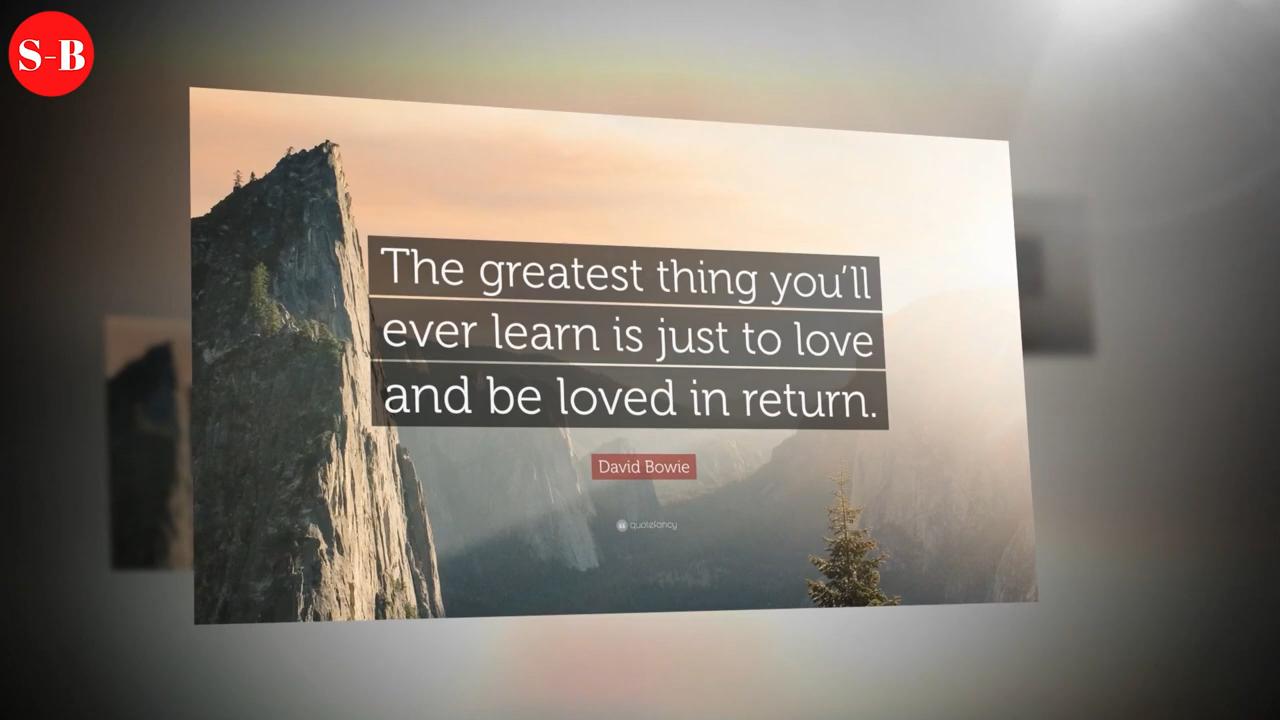 S-B
The greatest thing you'll
ever learn is just to love
and be loved in return.
David Bowie
quotefancy